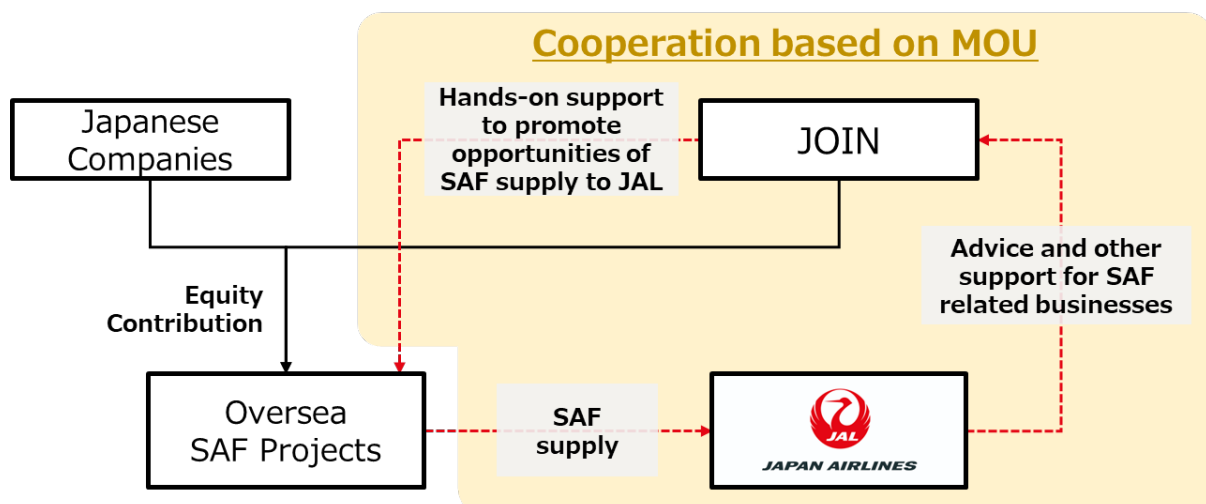 Cooperation based on MOU
Japanese
Companies
Hands-on support
to promote
opportunities of
SAF supply to JAL
JOIN
Advice and other
support for SAF
related businesses
Equity
Contribution
Oversea
SAF Projects
SAF
supply
JAL
JAPAN AIRLINES